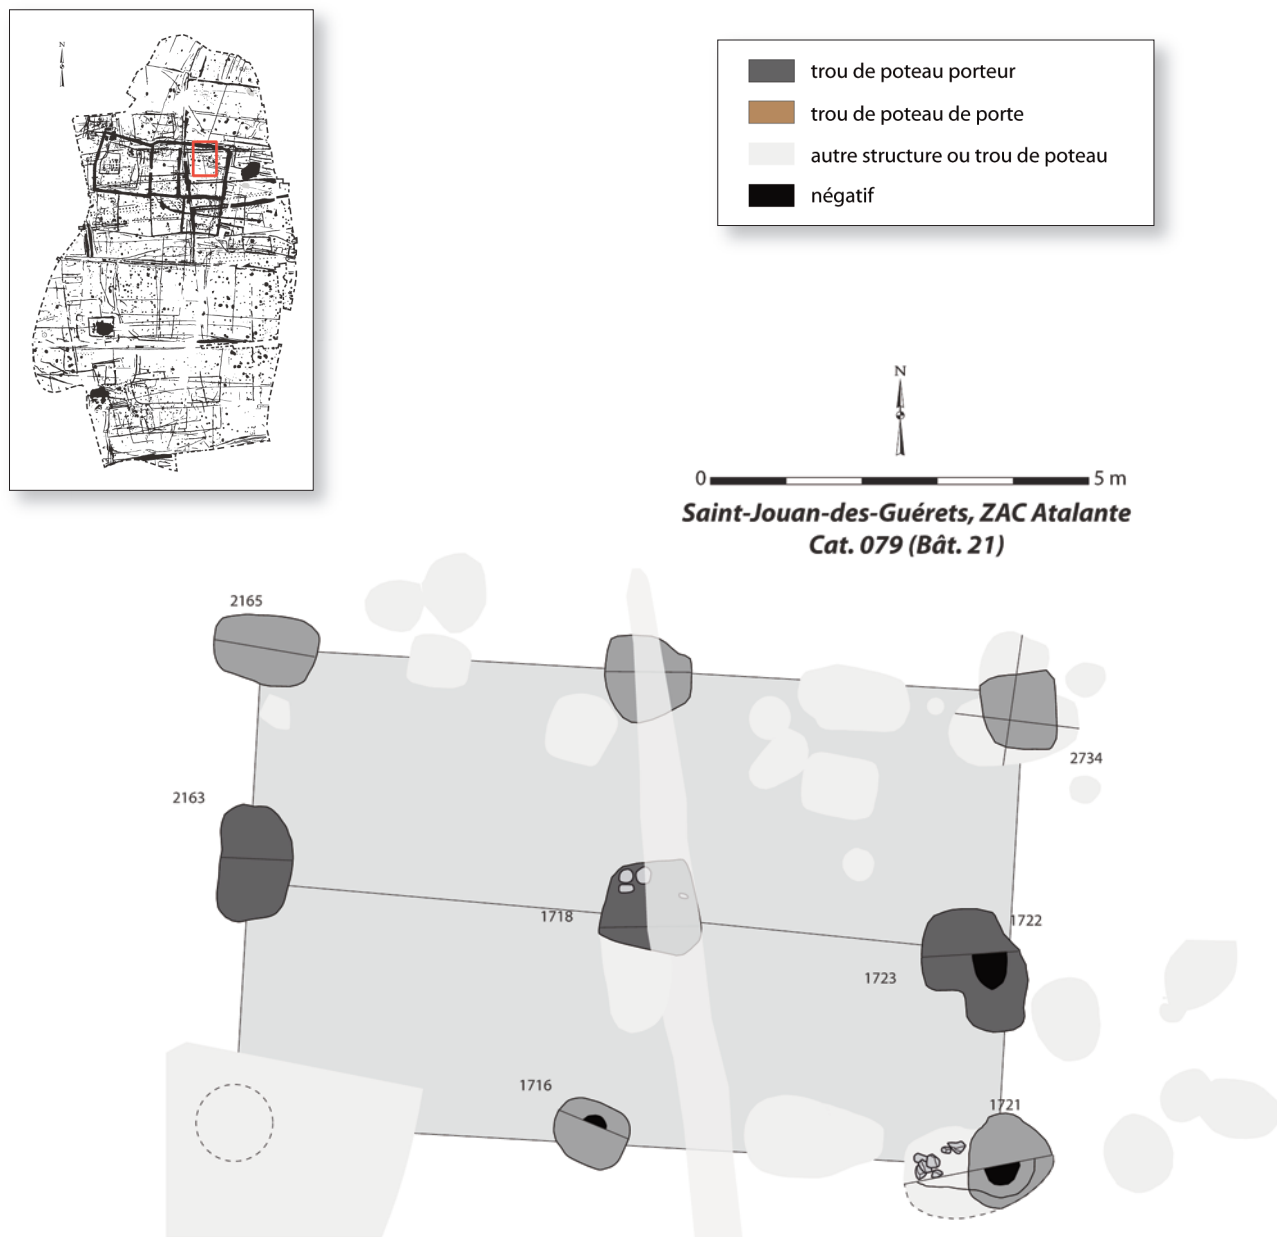 N
trou de poteau porteur
trou de poteau de porte
autre structure ou trou de poteau
négatif
N
0 5 m
Saint-Jouan-des-Guérets, ZAC Atalante
Cat. 079 (Bât. 21)
2165
2734
2163
1718
1722
1723
1716
1721